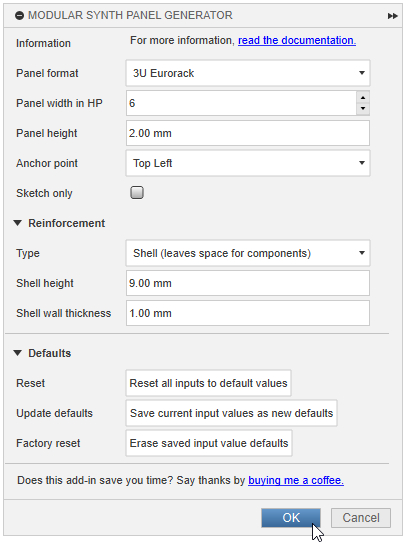 MODULAR SYNTH PANEL GENERATOR
Information For more information, read the documentation.
Panel format 3U Eurorack
Panel width in HP 6
Panel height 2.00 mm
Anchor point Top Left
Sketch only
Reinforcement
Type Shell (leaves space for components)
Shell height 9.00 mm
Shell wall thickness 1.00 mm
Defaults
Reset Reset all inputs to default values
Update defaults Save current input values as new defaults
Factory reset Erase saved input value defaults
Does this add-in save you time? Say thanks by buying me a coffee.
OK Cancel